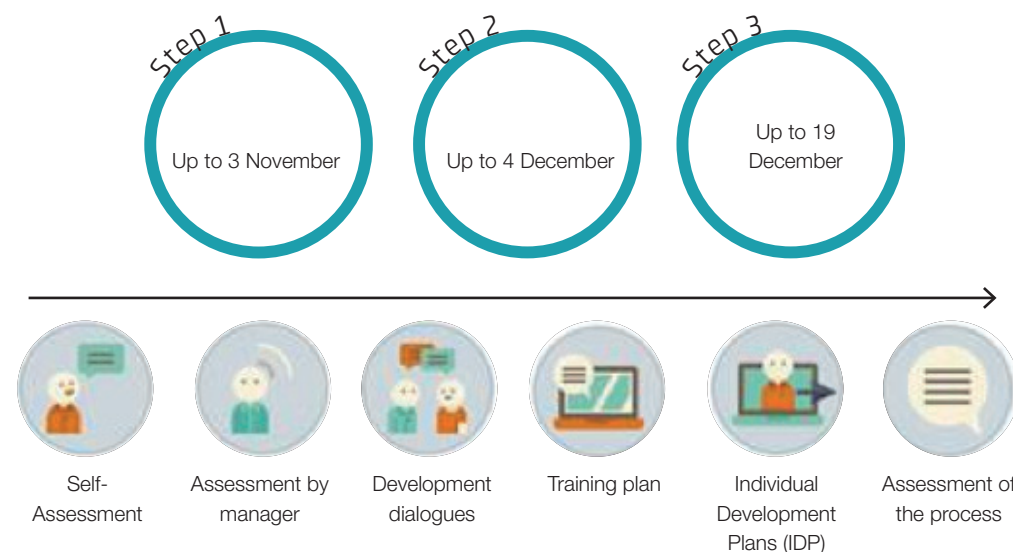 Step 1
Step 2
Step 3
Up to 3 November
Up to 4 December
Up to 19
December
Self-
Assessment
Assessment by
manager
Development
dialogues
Training plan
Individual
Development
Plans (IDP)
Assessment of
the process